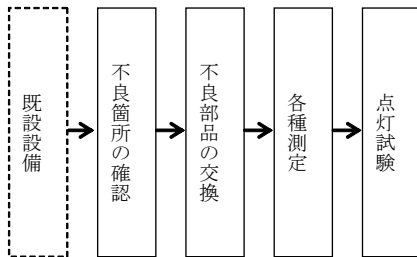 既設設備
不良箇所の確認
不良部品の交換
各種測定
点灯試験